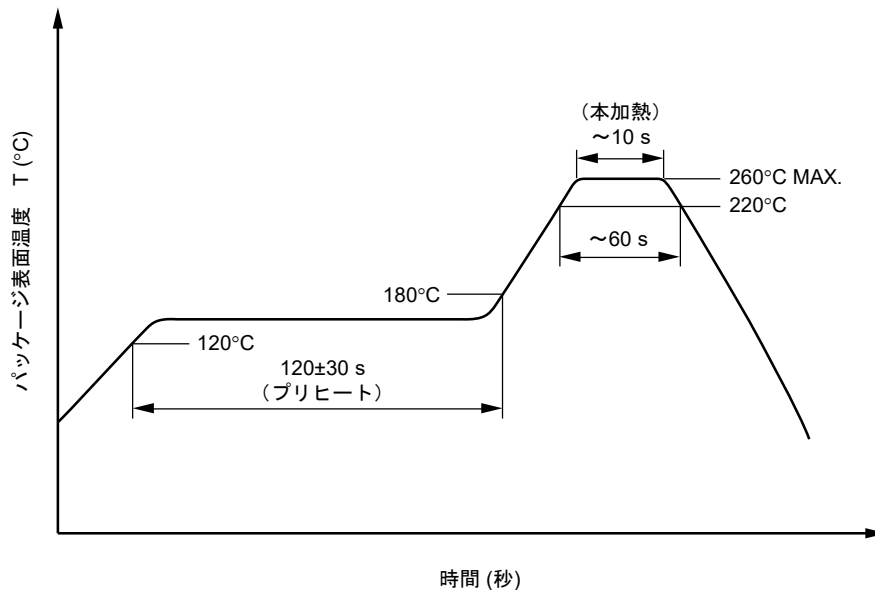 （本加熱）
～10 s
260°C MAX.
220°C
～60 s
180°C
120°C
120±30 s
（プリヒート）
パッケージ表面温度 T (°C)
時間 (秒)